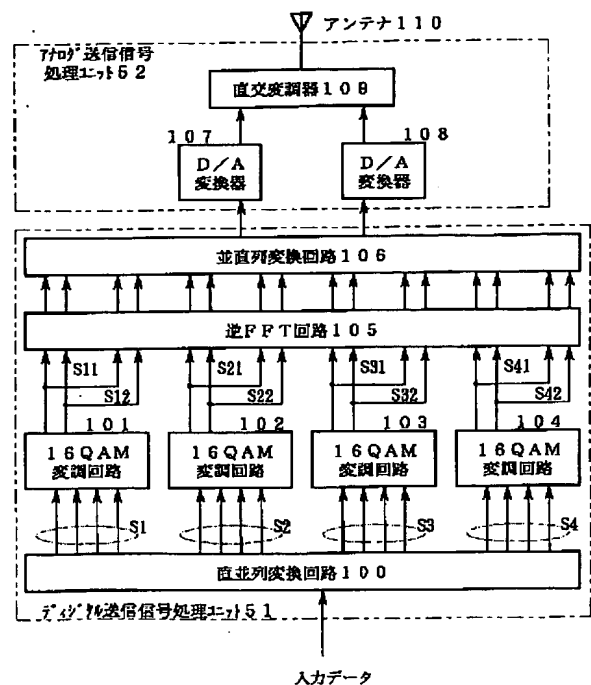 アンテナ１１０
アナログ送信信号
処理ユニット５２
直交変調器１０９
１０７
１０８
Ｄ／Ａ
変換器
Ｄ／Ａ
変換器
並直列変換回路１０６
逆ＦＦＴ回路１０５
S11
S12
S21
S22
S31
S32
S41
S42
１０１
１０２
１０３
１０４
１６ＱＡＭ
変調回路
１６ＱＡＭ
変調回路
１６ＱＡＭ
変調回路
１６ＱＡＭ
変調回路
S1
S2
S3
S4
直並列変換回路１００
ディジタル送信信号処理ユニット５１
入力データ